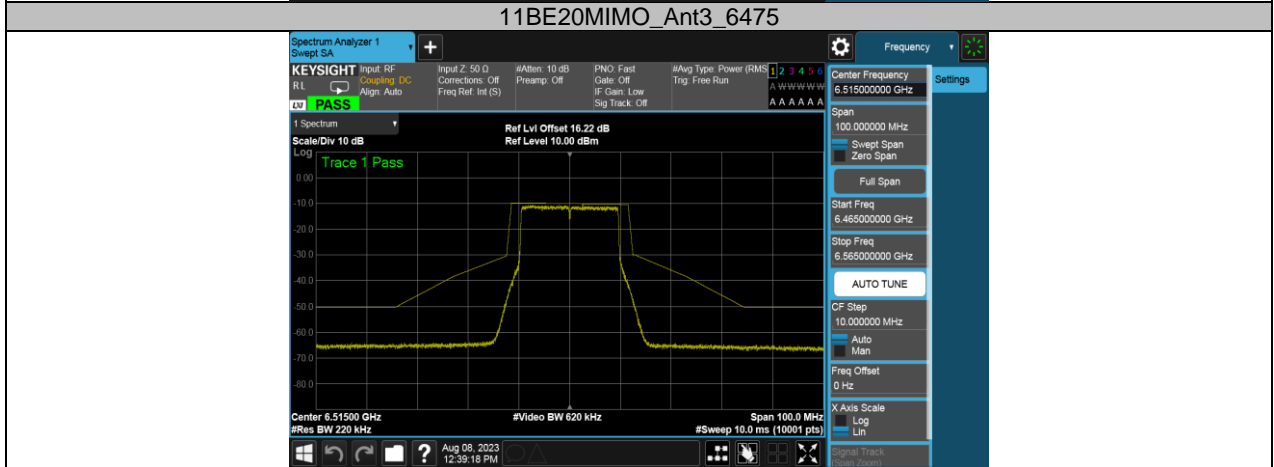 11BE20MIMO_Ant3_6475
Spectrum Analyzer 1
Swept SA
+
Frequency
KEYSIGHT
RL
LXI PASS
Input: RF
Coupling: DC
Align: Auto
Input Z: 50 Ω
Corrections: Off
Freq Ref: Int (S)
#Atten: 10 dB
Preamp: Off
PNO: Fast
Gate: Off
IF Gain: Low
Sig Track: Off
#Avg Type: Power (RMS
Trig: Free Run
1 2 3 4 5 6
A W W W W W
A A A A A A
1 Spectrum
Scale/Div 10 dB
Ref Lvl Offset 16.22 dB
Ref Level 10.00 dBm
Log
Trace 1 Pass
0.00
-10.0
-20.0
-30.0
-40.0
-50.0
-60.0
-70.0
-80.0
Center 6.51500 GHz
#Video BW 620 kHz
Span 100.0 MHz
#Res BW 220 kHz
#Sweep 10.0 ms (10001 pts)
Center Frequency
6.515000000 GHz
Settings
Span
100.000000 MHz
Swept Span
Zero Span
Full Span
Start Freq
6.465000000 GHz
Stop Freq
6.565000000 GHz
AUTO TUNE
CF Step
10.000000 MHz
Auto
Man
Freq Offset
0 Hz
X Axis Scale
Log
Lin
Signal Track
(Span Zoom)
?
Aug 08, 2023
12:39:18 PM